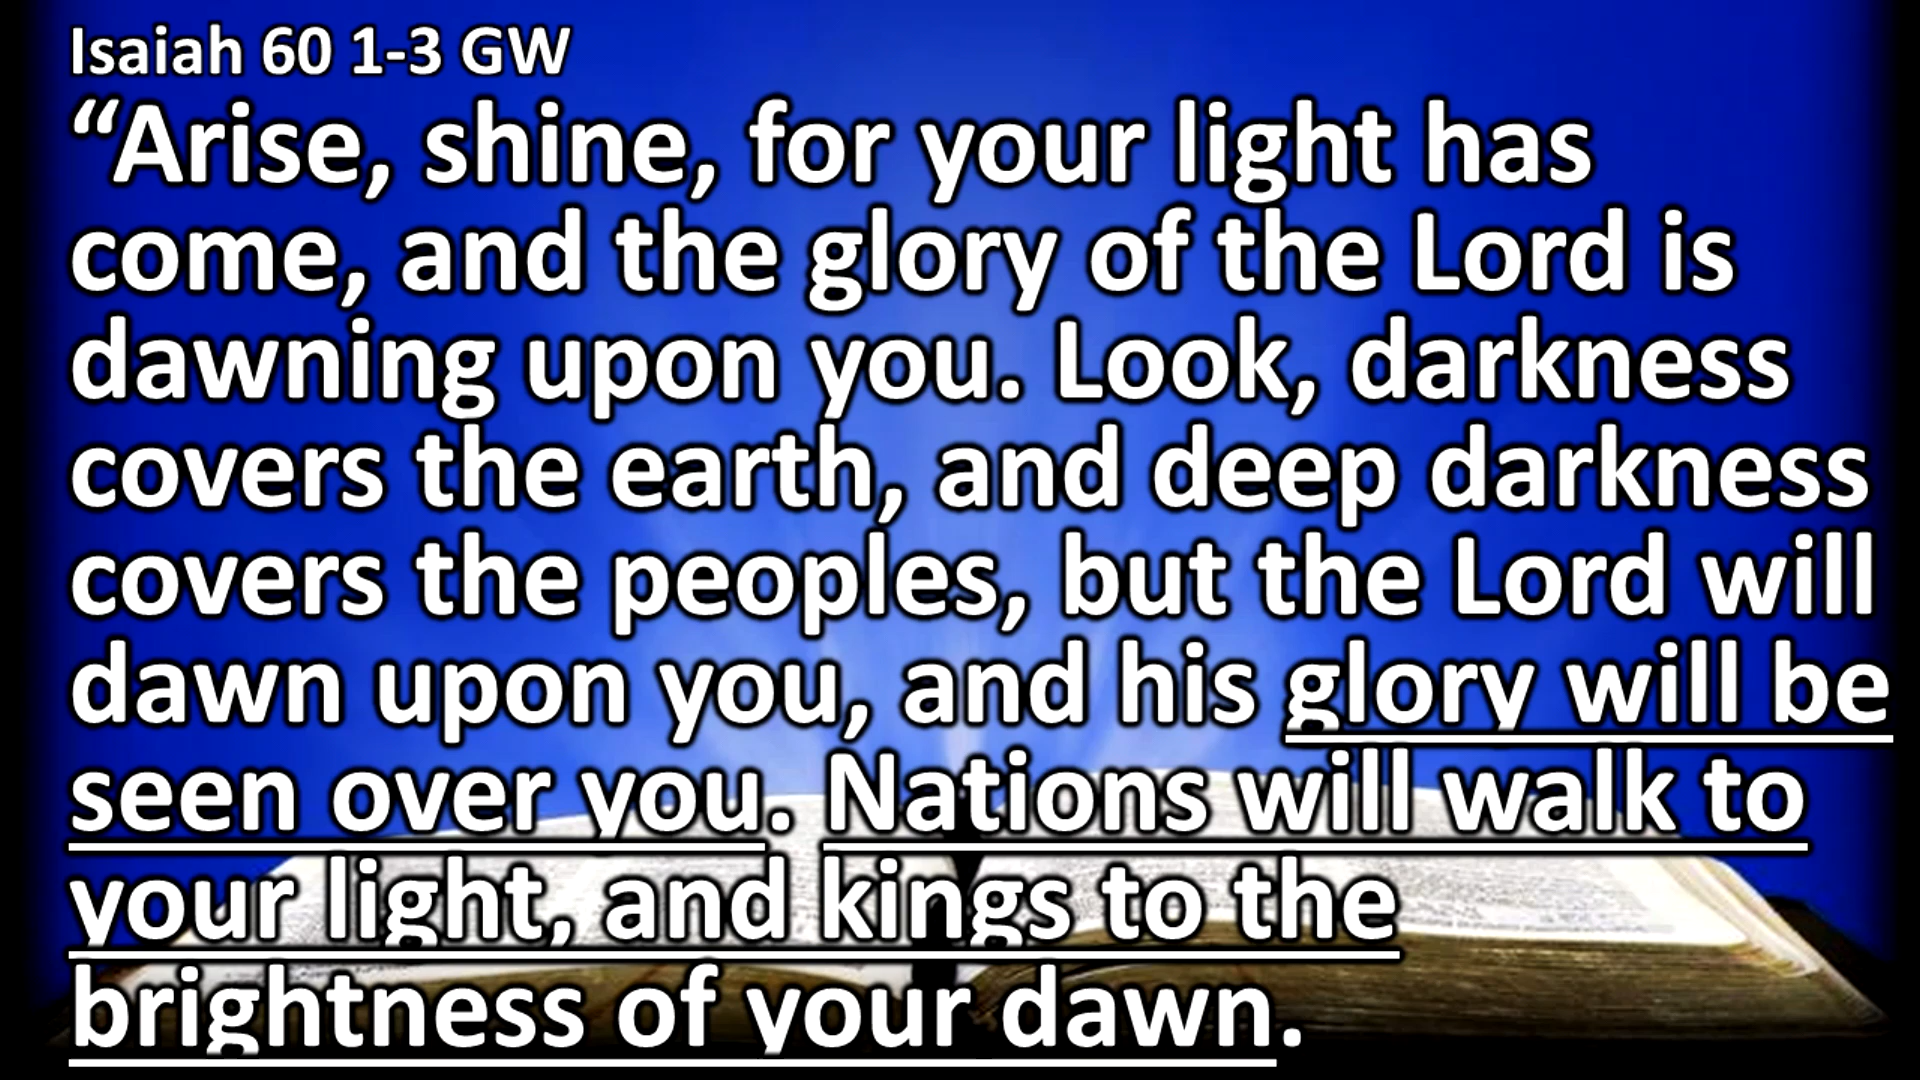 Isaiah 60 1-3 GW
“Arise, shine, for your light has
come, and the glory of the Lord is
dawning upon you. Look, darkness
covers the earth, and deep darkness
covers the peoples, but the Lord will
dawn upon you, and his glory will be
seen over you. Nations will walk to
your light, and kings to the
brightness of your dawn.